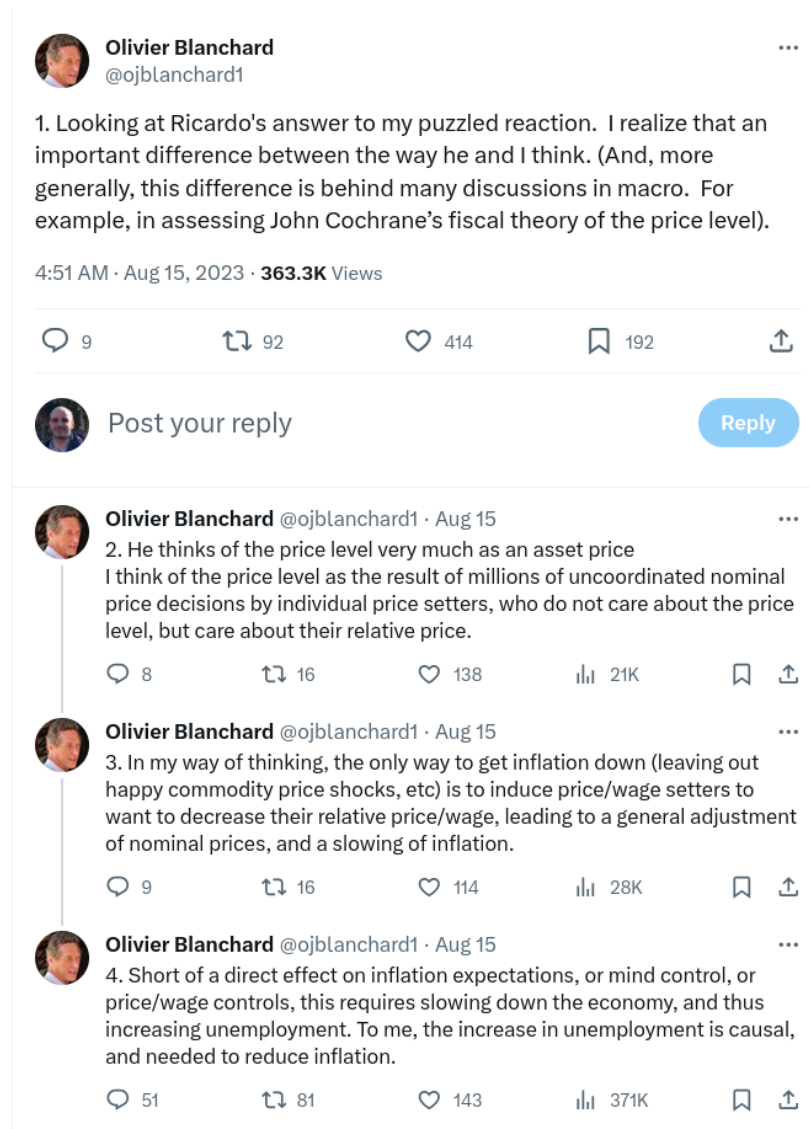 Olivier Blanchard
@ojblanchard1
1. Looking at Ricardo's answer to my puzzled reaction.  I realize that an
important difference between the way he and I think. (And, more
generally, this difference is behind many discussions in macro.  For
example, in assessing John Cochrane’s fiscal theory of the price level).
4:51 AM · Aug 15, 2023 · 363.3K Views
9 92 414 192
Post your reply Reply
Olivier Blanchard @ojblanchard1 · Aug 15
2. He thinks of the price level very much as an asset price
I think of the price level as the result of millions of uncoordinated nominal
price decisions by individual price setters, who do not care about the price
level, but care about their relative price.
8 16 138 21K
Olivier Blanchard @ojblanchard1 · Aug 15
3. In my way of thinking, the only way to get inflation down (leaving out
happy commodity price shocks, etc) is to induce price/wage setters to
want to decrease their relative price/wage, leading to a general adjustment
of nominal prices, and a slowing of inflation.
9 16 114 28K
Olivier Blanchard @ojblanchard1 · Aug 15
4. Short of a direct effect on inflation expectations, or mind control, or
price/wage controls, this requires slowing down the economy, and thus
increasing unemployment. To me, the increase in unemployment is causal,
and needed to reduce inflation.
51 81 143 371K